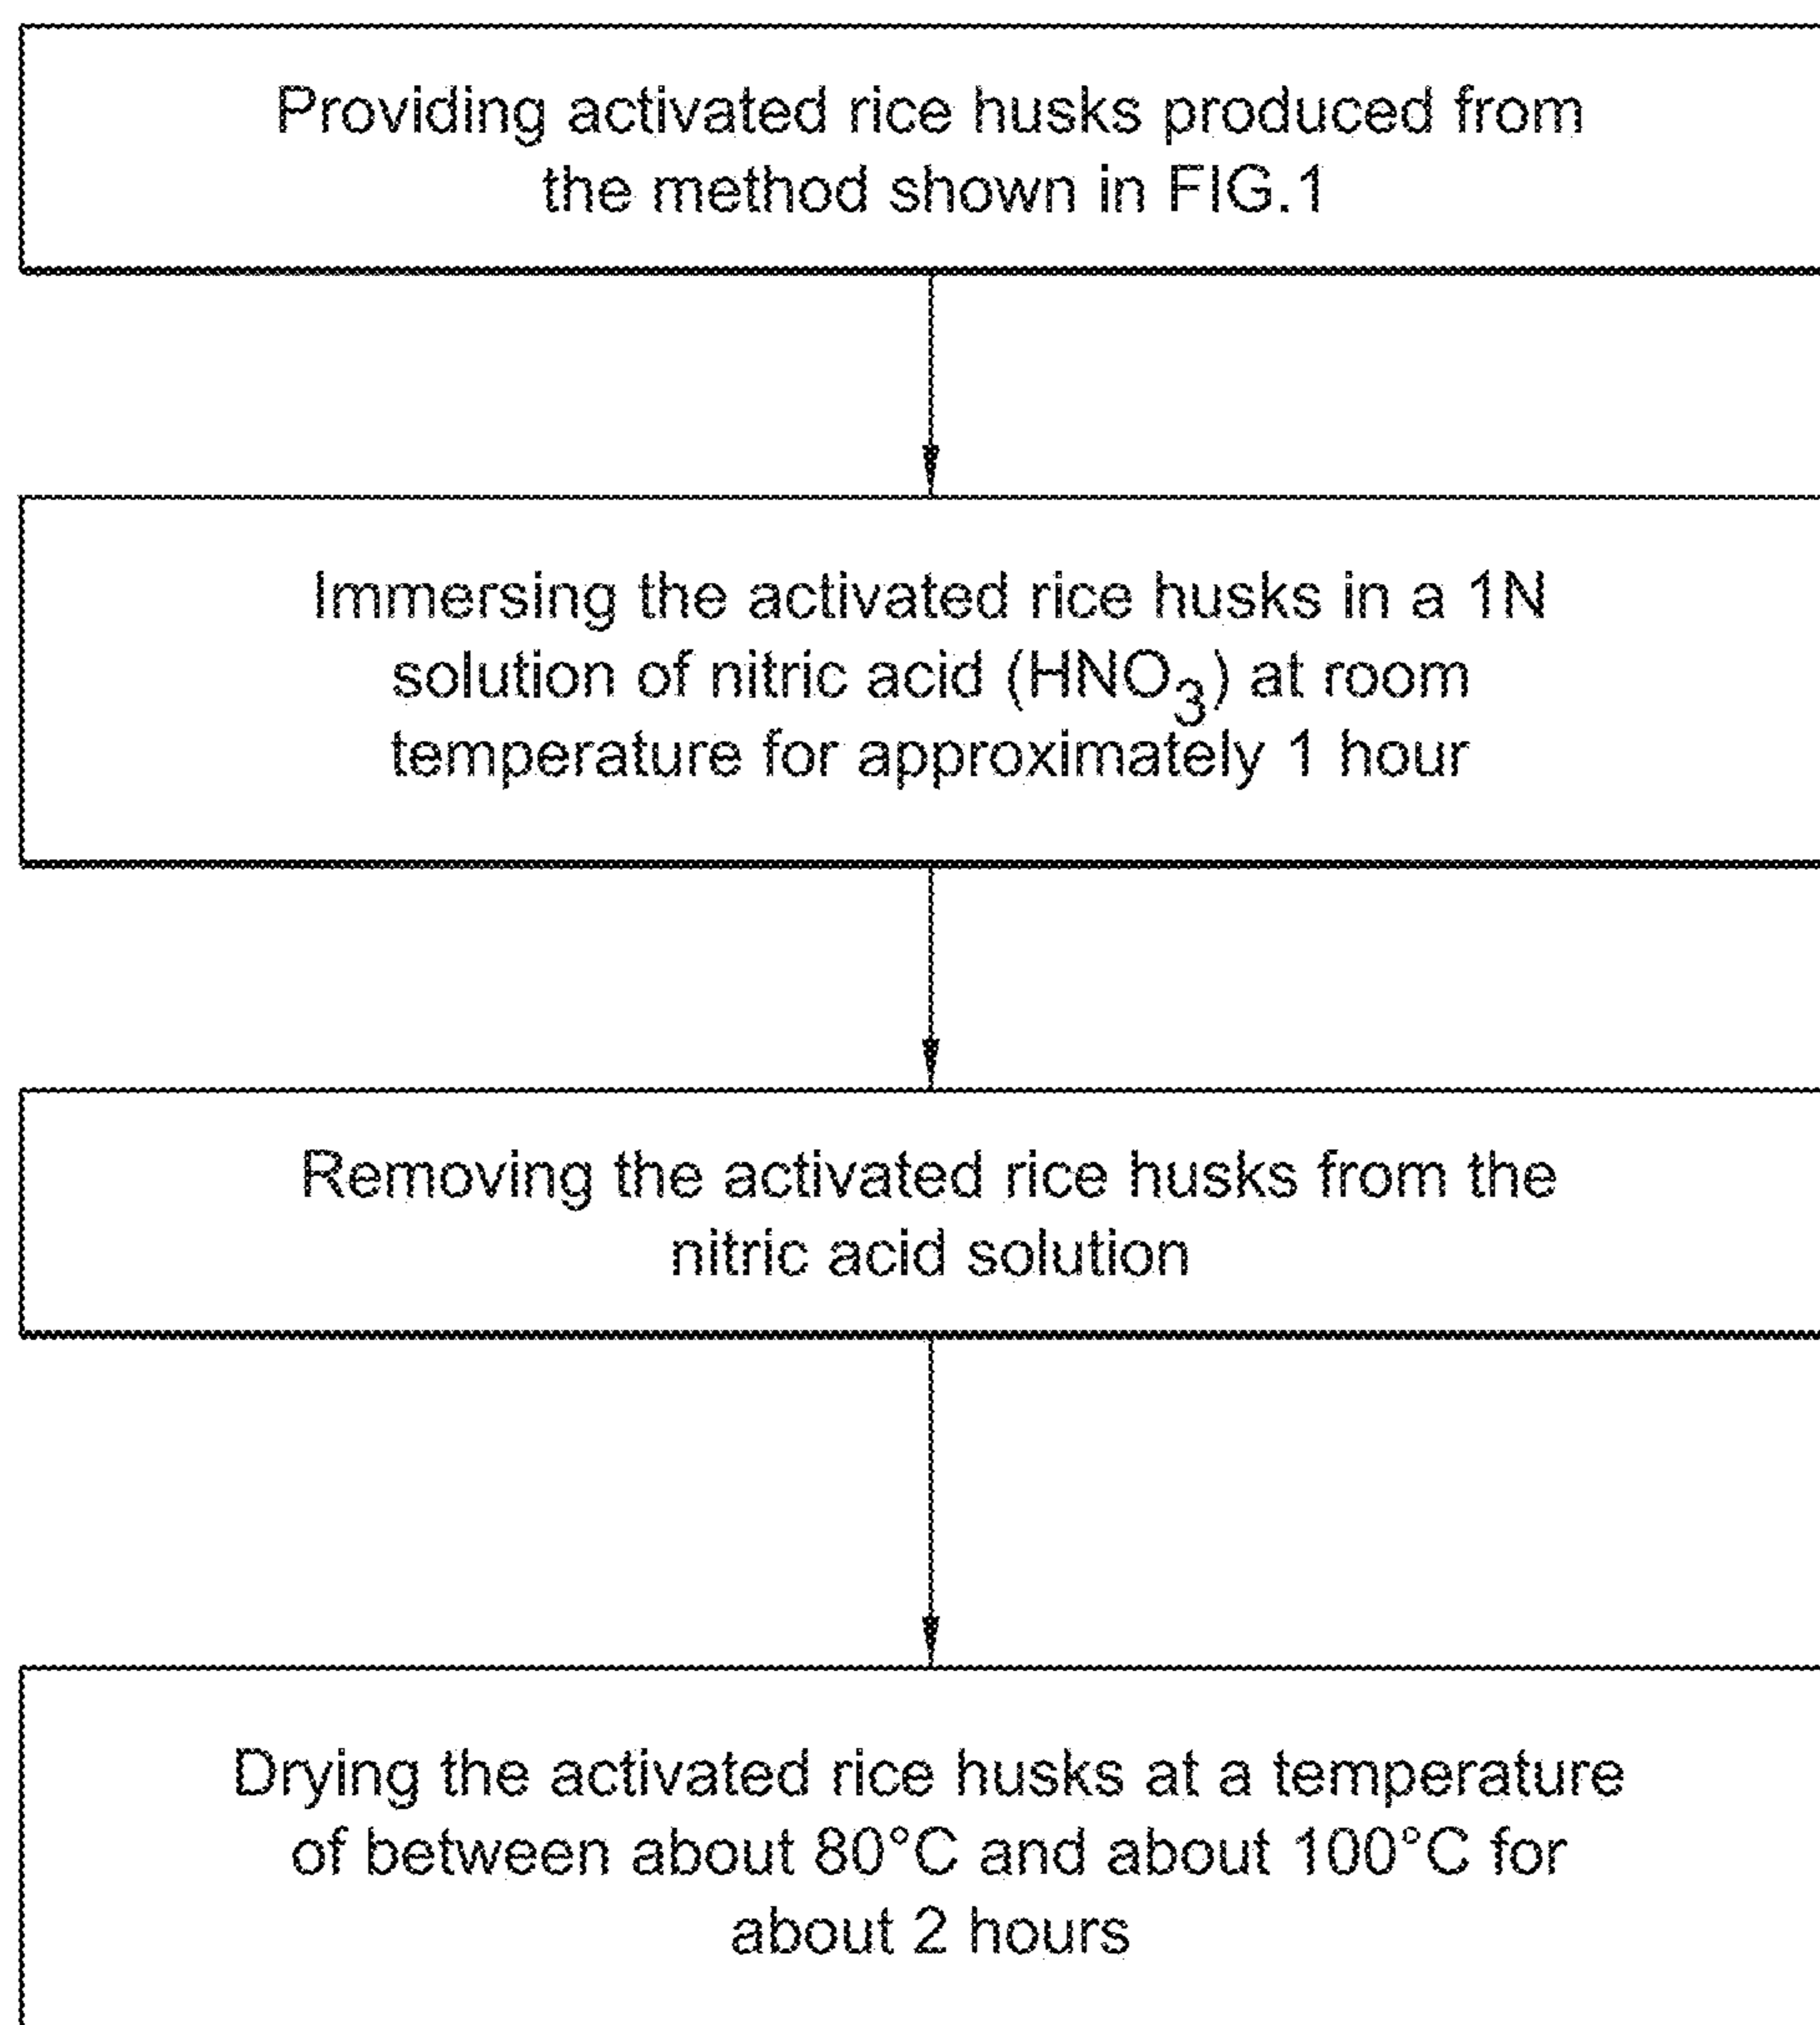 Providing activated rice husks produced from
the method shown in FIG.1
Immersing the activated rice husks in a 1N
solution of nitric acid (HNO₃) at room
temperature for approximately 1 hour
Removing the activated rice husks from the
nitric acid solution
Drying the activated rice husks at a temperature
of between about 80°C and about 100°C for
about 2 hours